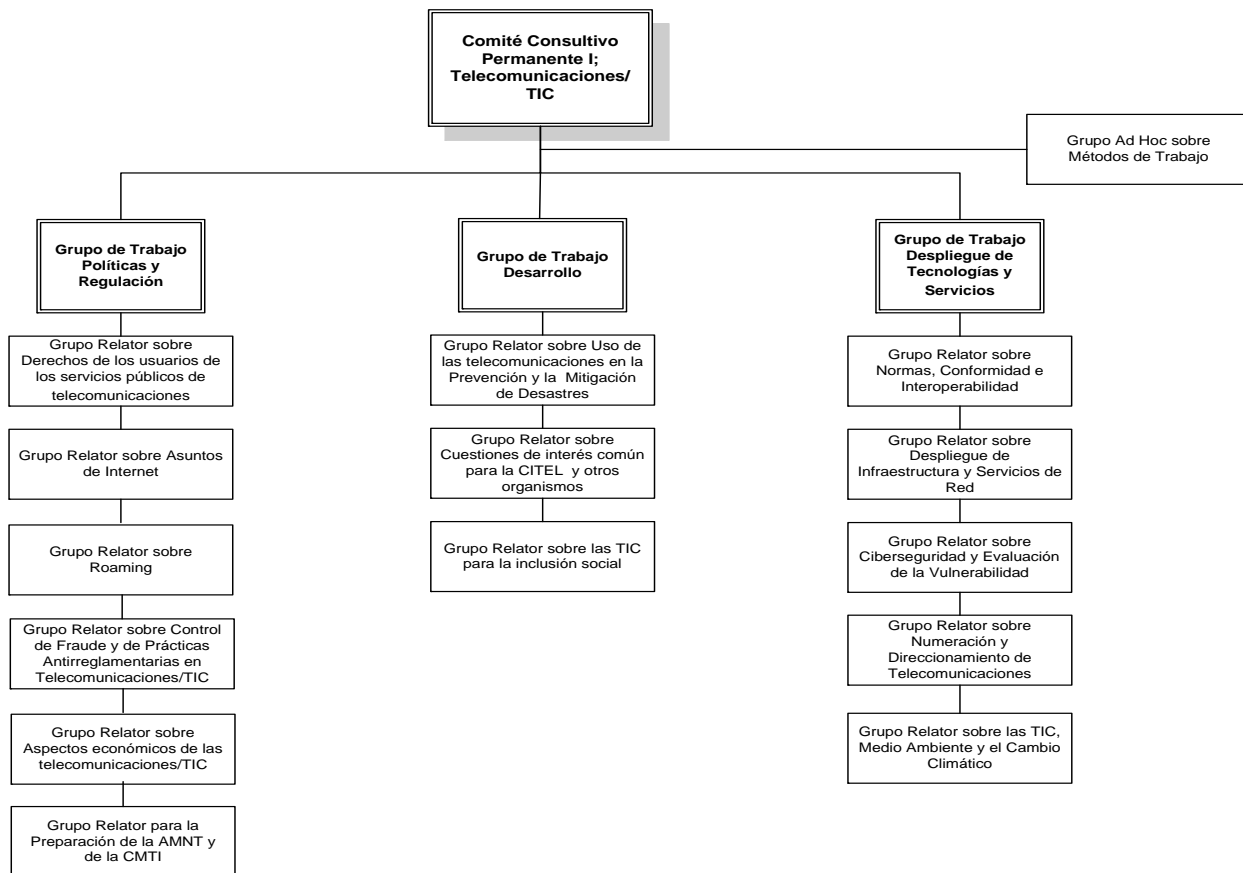 Comité Consultivo
Permanente I;
Telecomunicaciones/
TIC
Grupo Ad Hoc sobre
Métodos de Trabajo
Grupo de Trabajo
Políticas y
Regulación
Grupo Relator sobre
Derechos de los usuarios de
los servicios públicos de
telecomunicaciones
Grupo Relator sobre Asuntos
de Internet
Grupo Relator sobre
Roaming
Grupo Relator sobre Control
de Fraude y de Prácticas
Antirreglamentarias en
Telecomunicaciones/TIC
Grupo Relator sobre
Aspectos económicos de las
telecomunicaciones/TIC
Grupo Relator para la
Preparación de la AMNT y
de la CMTI
Grupo de Trabajo
Desarrollo
Grupo Relator sobre Uso de
las telecomunicaciones en la
Prevención y la Mitigación
de Desastres
Grupo Relator sobre
Cuestiones de interés común
para la CITEL y otros
organismos
Grupo Relator sobre las TIC
para la inclusión social
Grupo de Trabajo
Despliegue de
Tecnologías y
Servicios
Grupo Relator sobre
Normas, Conformidad e
Interoperabilidad
Grupo Relator sobre
Despliegue de
Infraestructura y Servicios de
Red
Grupo Relator sobre
Ciberseguridad y Evaluación
de la Vulnerabilidad
Grupo Relator sobre
Numeración y
Direccionamiento de
Telecomunicaciones
Grupo Relator sobre las TIC,
Medio Ambiente y el Cambio
Climático